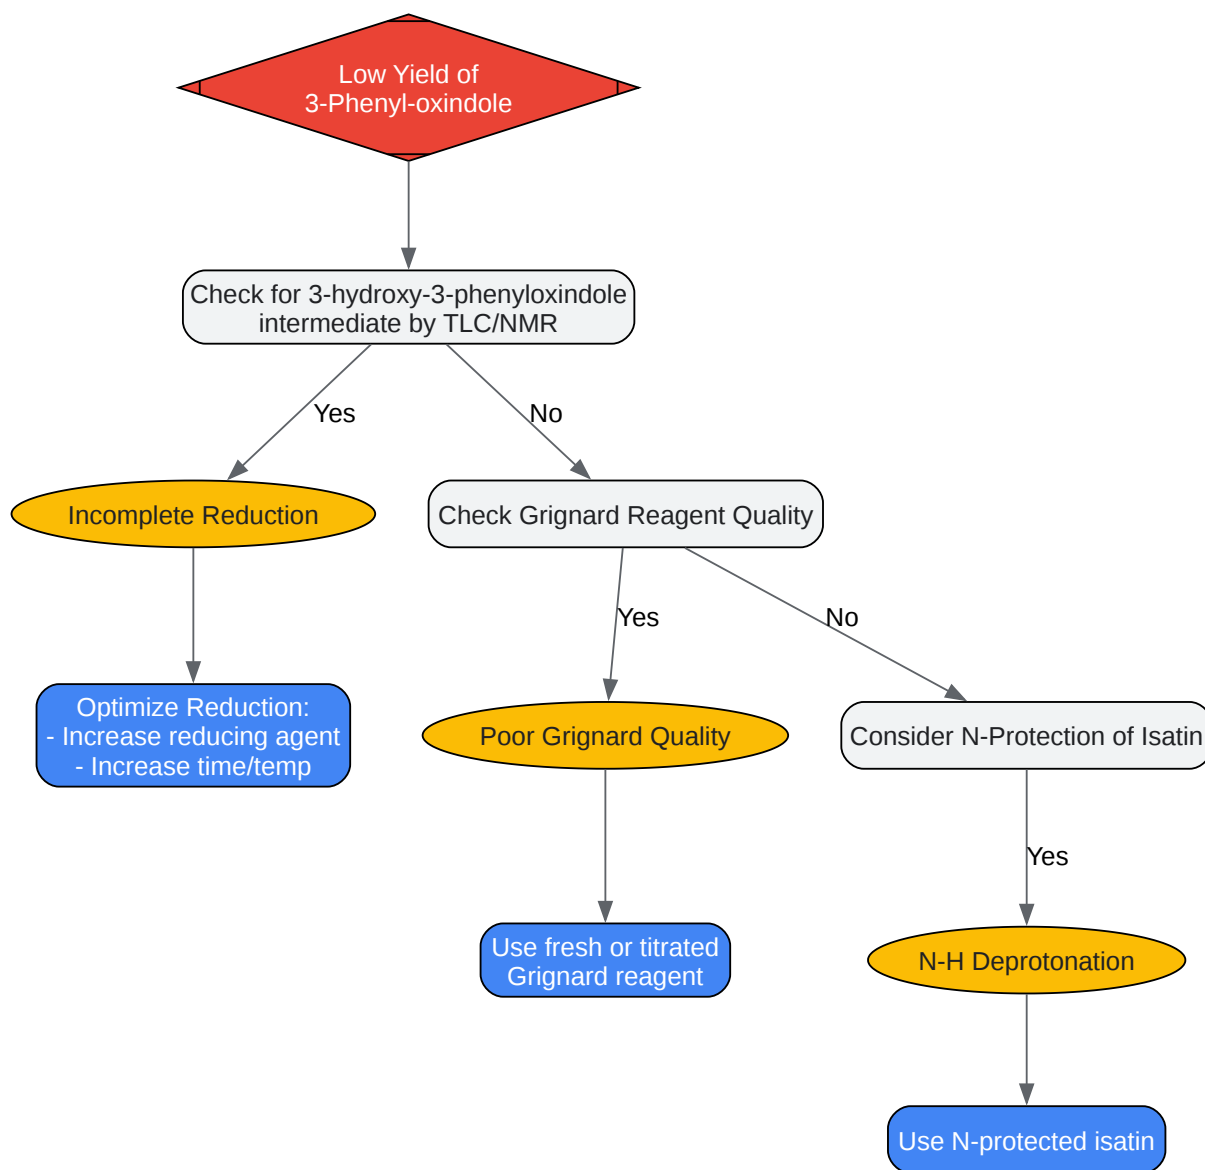 Low Yield of
3-Phenyl-oxindole
Check for 3-hydroxy-3-phenyloxindole
intermediate by TLC/NMR
Yes
No
Incomplete Reduction
Check Grignard Reagent Quality
Yes
No
Optimize Reduction:
- Increase reducing agent
- Increase time/temp
Poor Grignard Quality
Consider N-Protection of Isatin
Yes
Use fresh or titrated
Grignard reagent
N-H Deprotonation
Use N-protected isatin